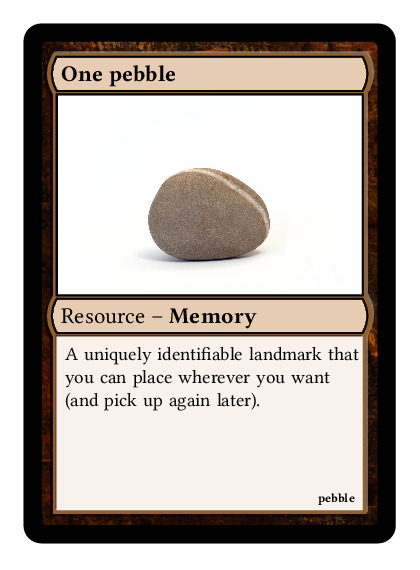 One pebble
Resource – Memory
A uniquely identifiable landmark that
you can place wherever you want
(and pick up again later).
pebble